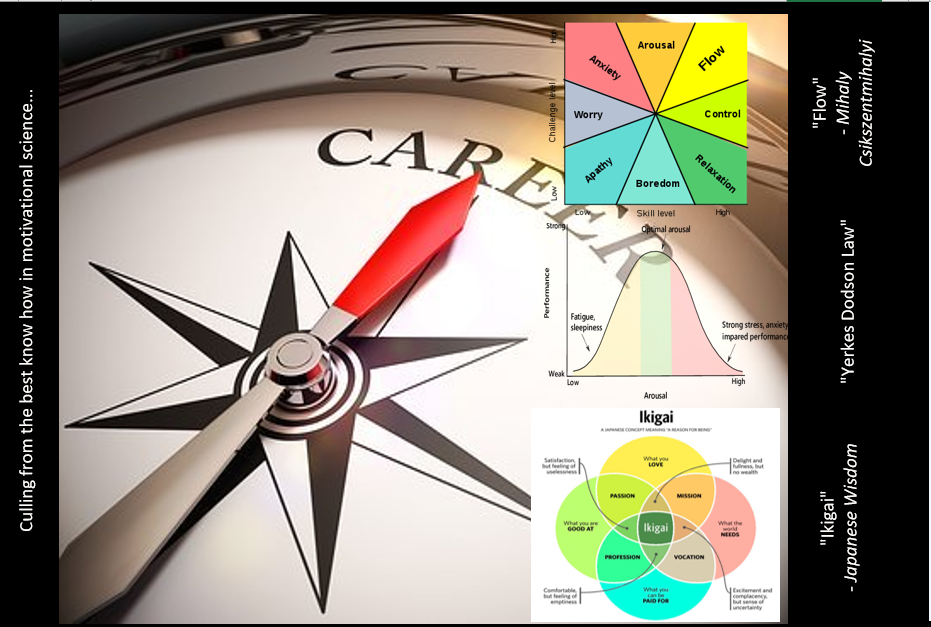 Culling from the best know how in motivational science...
CAREER
High
Challenge level
Low
Anxiety
Arousal
Flow
Worry
Control
Apathy
Boredom
Relaxation
Low
Skill level
High
Strong
Optimal arousal
Performance
Fatigue,
sleepiness
Strong stress, anxiety
impared performance
Weak
Low
High
Arousal
Ikigai
A JAPANESE CONCEPT MEANING "A REASON FOR BEING"
Satisfaction,
but feeling of
uselessness
What you
LOVE
Delight and
fullness, but
no wealth
PASSION
MISSION
What you are
GOOD AT
Ikigai
What the
world
NEEDS
PROFESSION
VOCATION
Comfortable,
but feeling of
emptiness
What you
can be
PAID FOR
Excitement and
complacency,
but sense of
uncertainty
"Flow"
- Mihaly
Csikszentmihalyi
"Yerkes Dodson Law"
"Ikigai"
- Japanese Wisdom